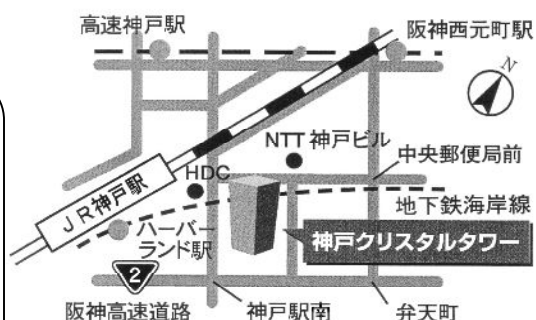 高速神戸駅
阪神西元町駅
N
NTT 神戸ビル
中央郵便局前
JR神戸駅
HDC
地下鉄海岸線
ハーバー
ランド駅
神戸クリスタルタワー
2
阪神高速道路
神戸駅南
弁天町